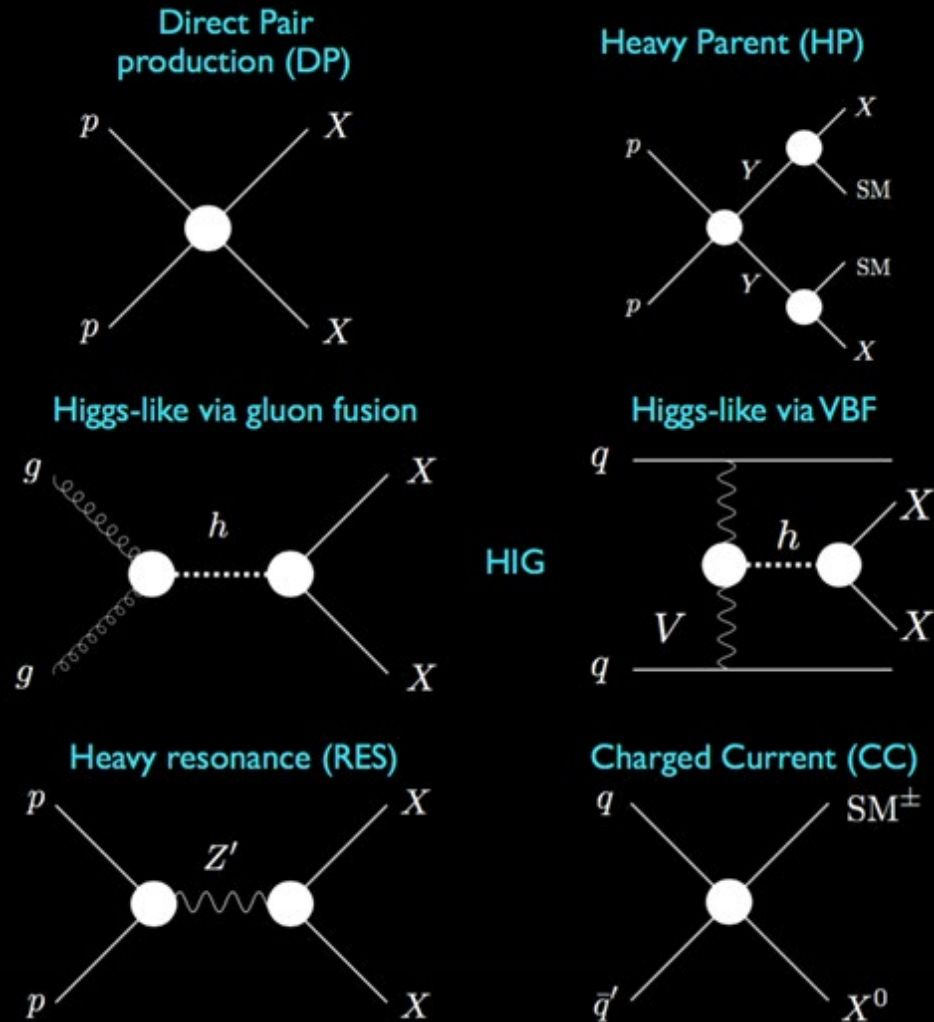 Direct Pair
production (DP)
p
X
p
X
Heavy Parent (HP)
p
Y
X
SM
p
Y
SM
X
Higgs-like via gluon fusion
g
h
X
g
X
HIG
Higgs-like via VBF
q
h
X
V
X
q
Heavy resonance (RES)
p
Z′
X
p
X
Charged Current (CC)
q
SM±
q̄′
X⁰